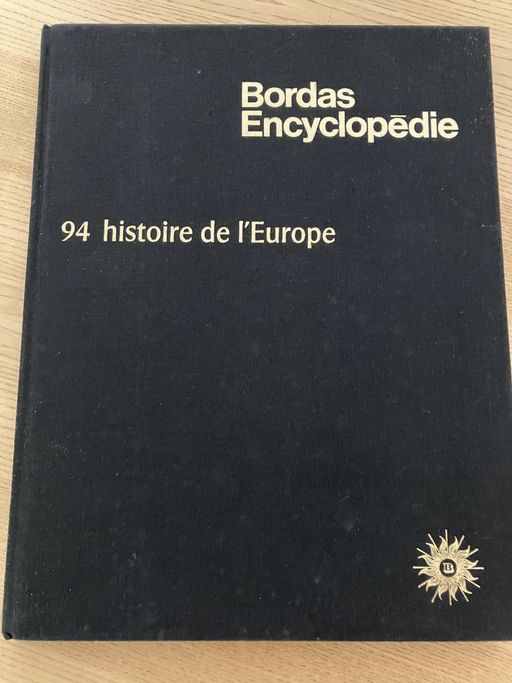 Bordas
Encyclopēdie
94 histoire de l'Europe
B